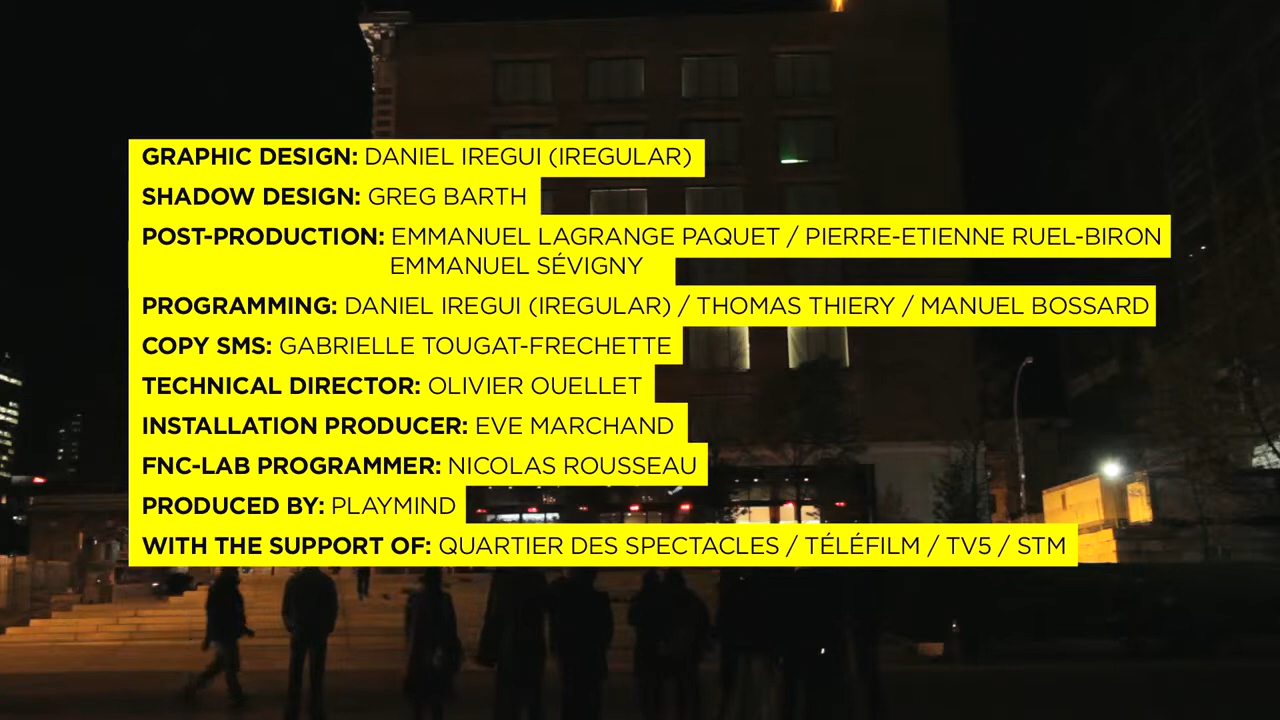 GRAPHIC DESIGN: DANIEL IREGUI (IREGULAR)
SHADOW DESIGN: GREG BARTH
POST-PRODUCTION: EMMANUEL LAGRANGE PAQUET / PIERRE-ETIENNE RUEL-BIRON
EMMANUEL SÉVIGNY
PROGRAMMING: DANIEL IREGUI (IREGULAR) / THOMAS THIERY / MANUEL BOSSARD
COPY SMS: GABRIELLE TOUGAT-FRECHETTE
TECHNICAL DIRECTOR: OLIVIER OUELLET
INSTALLATION PRODUCER: EVE MARCHAND
FNC-LAB PROGRAMMER: NICOLAS ROUSSEAU
PRODUCED BY: PLAYMIND
WITH THE SUPPORT OF: QUARTIER DES SPECTACLES / TÉLÉFILM / TV5 / STM